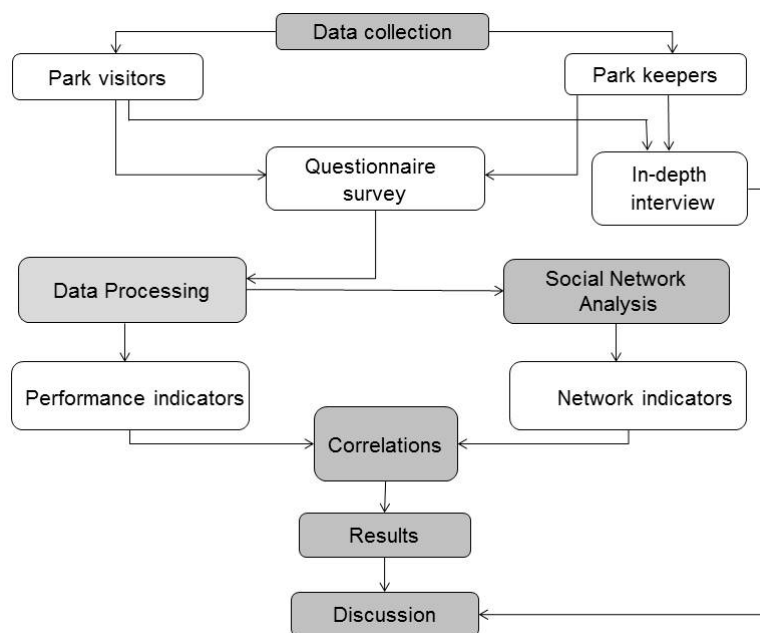 Data collection
Park visitors
Park keepers
Questionnaire
survey
In-depth
interview
Data Processing
Social Network
Analysis
Performance indicators
Network indicators
Correlations
Results
Discussion